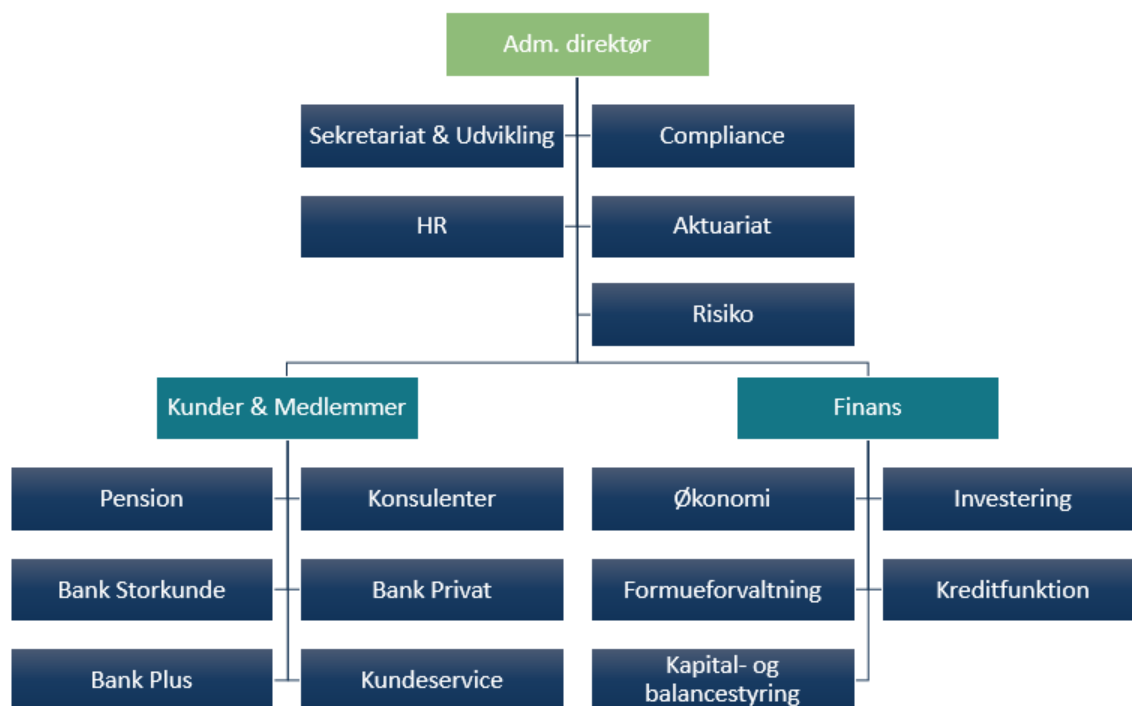 Adm. direktør
Sekretariat & Udvikling
Compliance
HR
Aktuariat
Risiko
Kunder & Medlemmer
Finans
Pension
Konsulenter
Økonomi
Investering
Bank Storkunde
Bank Privat
Formueforvaltning
Kreditfunktion
Bank Plus
Kundeservice
Kapital- og
balancestyring